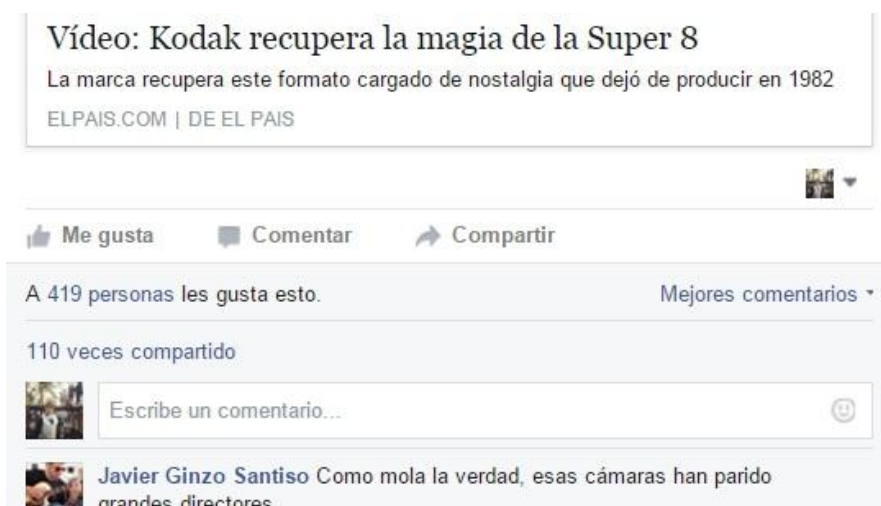 Vídeo: Kodak recupera la magia de la Super 8
La marca recupera este formato cargado de nostalgia que dejó de producir en 1982
ELPAIS.COM | DE EL PAIS
Me gusta Comentar Compartir
A 419 personas les gusta esto. Mejores comentarios
110 veces compartido
Escribe un comentario...
Javier Ginzo Santiso Como mola la verdad, esas cámaras han parido
grandes directores